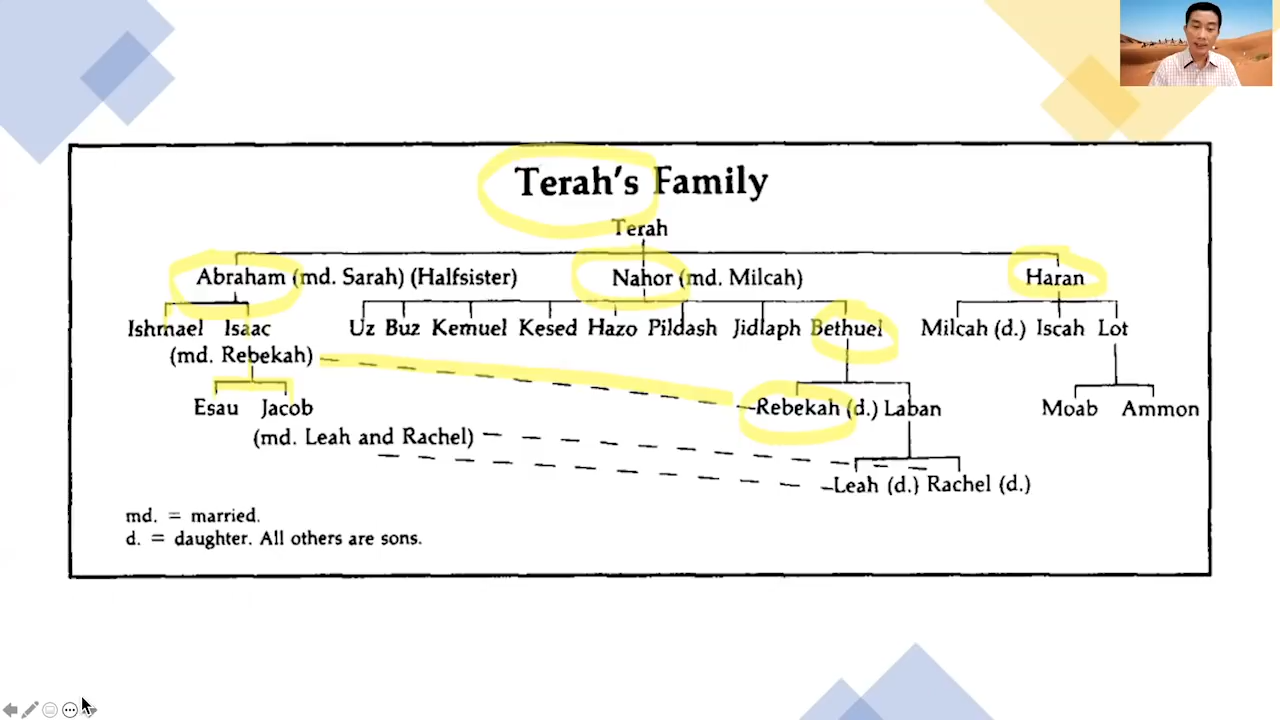 Terah's Family
Terah
Abraham (md. Sarah) (Halfsister) Nahor (md. Milcah) Haran
Ishmael Isaac Uz Buz Kemuel Kesed Hazo Pildash Jidlaph Bethuel Milcah (d.) Iscah Lot
(md. Rebekah)
Esau Jacob Rebekah (d.) Laban Moab Ammon
(md. Leah and Rachel)
Leah (d.) Rachel (d.)
md. = married.
d. = daughter. All others are sons.